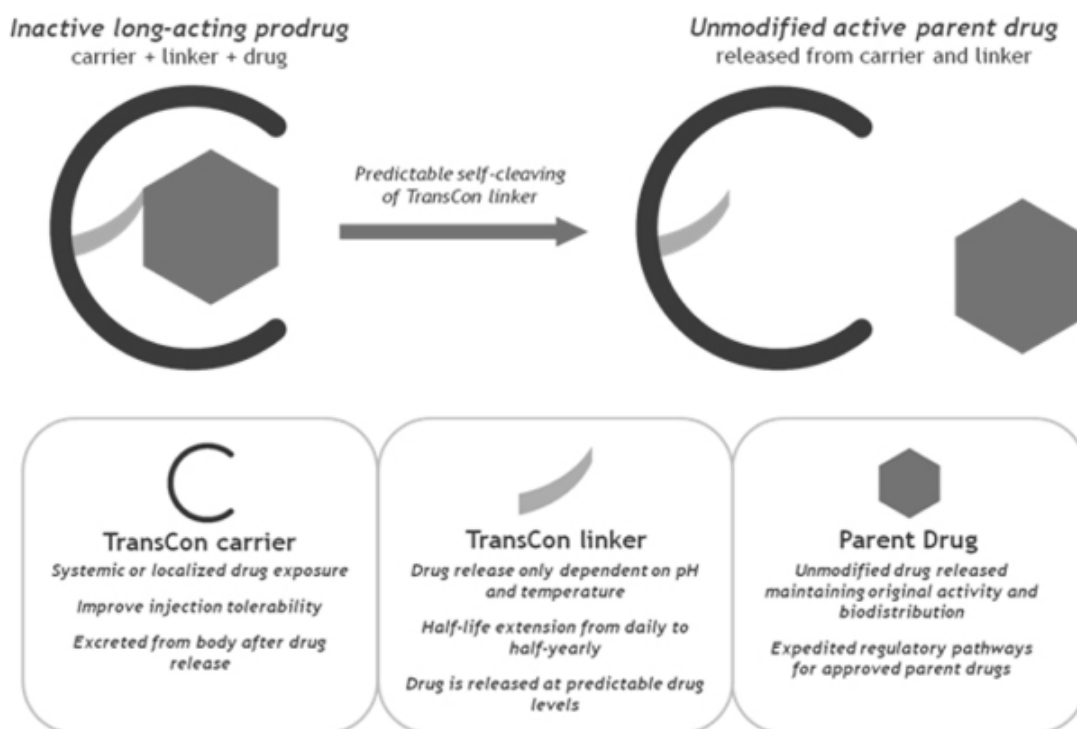 Inactive long-acting prodrug
carrier + linker + drug
Unmodified active parent drug
released from carrier and linker
Predictable self-cleaving
of TransCon linker
TransCon carrier
Systemic or localized drug exposure
Improve injection tolerability
Excreted from body after drug
release
TransCon linker
Drug release only dependent on pH
and temperature
Half-life extension from daily to
half-yearly
Drug is released at predictable drug
levels
Parent Drug
Unmodified drug released
maintaining original activity and
biodistribution
Expedited regulatory pathways
for approved parent drugs